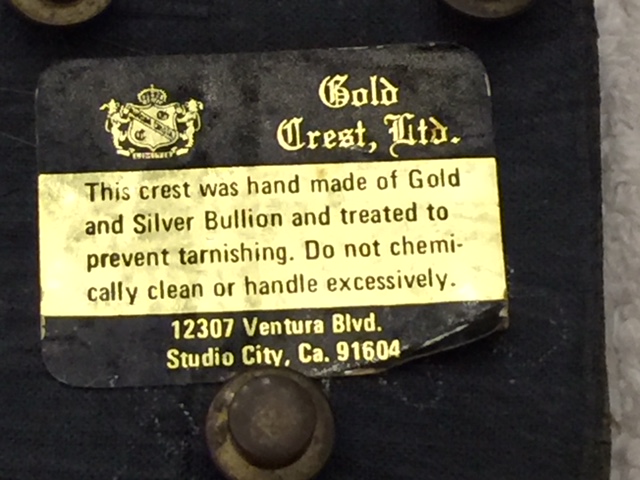 Gold
Crest, Ltd.
This crest was hand made of Gold
and Silver Bullion and treated to
prevent tarnishing. Do not chemi-
cally clean or handle excessively.
12307 Ventura Blvd.
Studio City, Ca. 91604